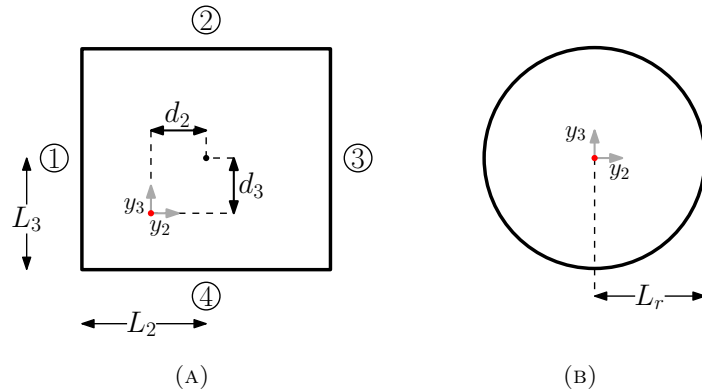 ②
d₂
①
③
d₃
y₃
y₂
L₃
④
L₂
(A)
y₃
y₂
Lᵣ
(B)